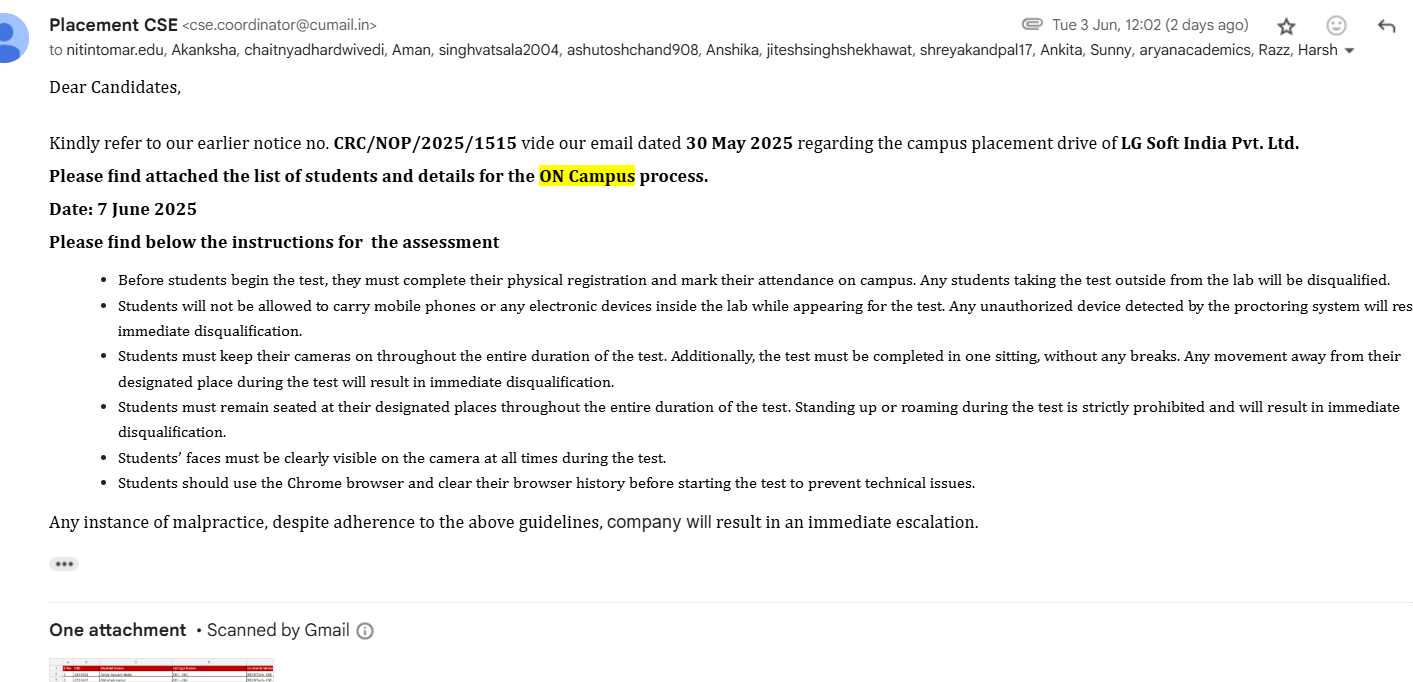 Placement CSE <cse.coordinator@cumail.in>
Tue 3 Jun, 12:02 (2 days ago)
to nitintomar.edu, Akanksha, chaitnyadhardwivedi, Aman, singhvatsala2004, ashutoshchand908, Anshika, jiteshsinghshekhawat, shreyakandpal17, Ankita, Sunny, aryanacademics, Razz, Harsh
Dear Candidates,
Kindly refer to our earlier notice no. CRC/NOP/2025/1515 vide our email dated 30 May 2025 regarding the campus placement drive of LG Soft India Pvt. Ltd.
Please find attached the list of students and details for the ON Campus process.
Date: 7 June 2025
Please find below the instructions for  the assessment
• Before students begin the test, they must complete their physical registration and mark their attendance on campus. Any students taking the test outside from the lab will be disqualified.
• Students will not be allowed to carry mobile phones or any electronic devices inside the lab while appearing for the test. Any unauthorized device detected by the proctoring system will res
immediate disqualification.
• Students must keep their cameras on throughout the entire duration of the test. Additionally, the test must be completed in one sitting, without any breaks. Any movement away from their
designated place during the test will result in immediate disqualification.
• Students must remain seated at their designated places throughout the entire duration of the test. Standing up or roaming during the test is strictly prohibited and will result in immediate
disqualification.
• Students’ faces must be clearly visible on the camera at all times during the test.
• Students should use the Chrome browser and clear their browser history before starting the test to prevent technical issues.
Any instance of malpractice, despite adherence to the above guidelines, company will result in an immediate escalation.
One attachment • Scanned by Gmail